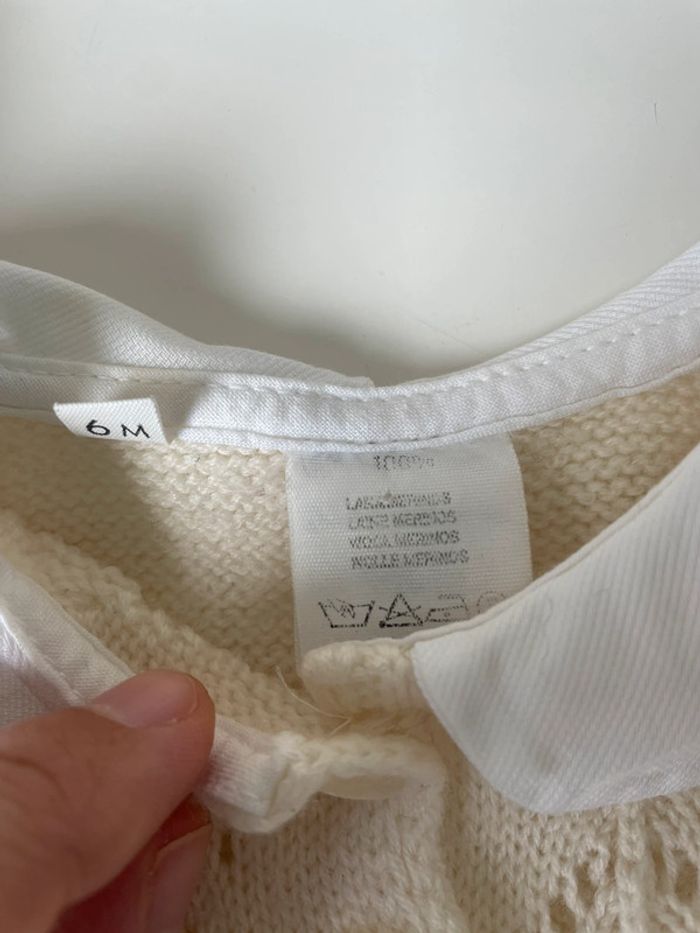 6 M
100%
LANA MERINOS
LAINE MERINOS
WOOL MERINOS
WOLLE MERINOS